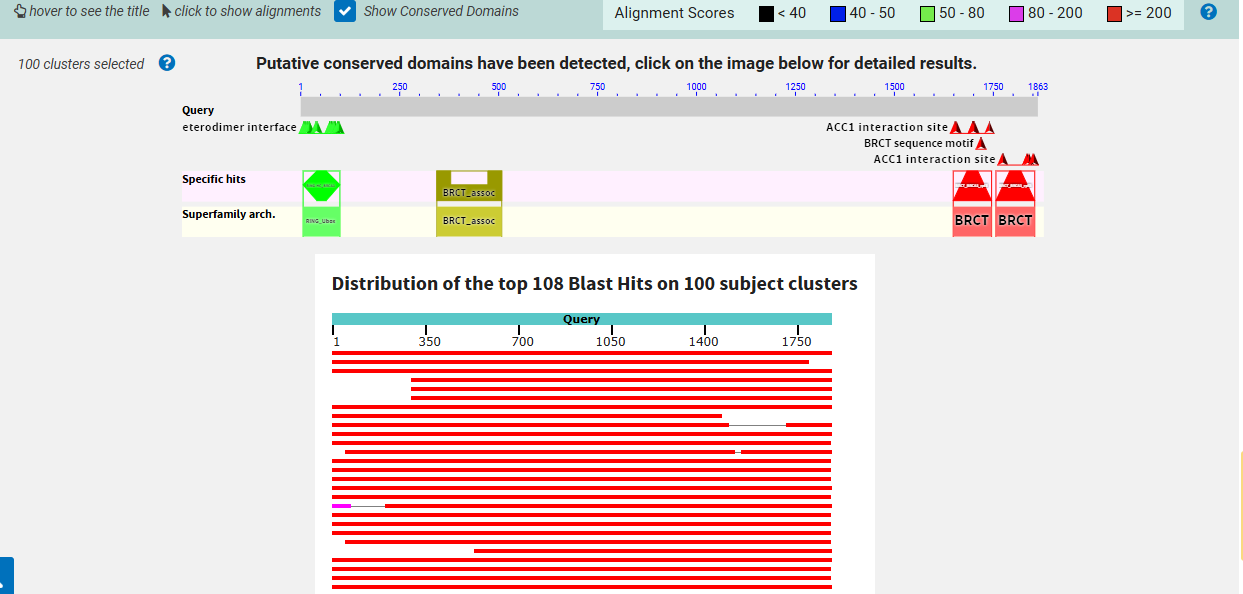 hover to see the title click to show alignments Show Conserved Domains Alignment Scores < 40 40 - 50 50 - 80 80 - 200 >= 200 ?
100 clusters selected ? Putative conserved domains have been detected, click on the image below for detailed results.
1 250 500 750 1000 1250 1500 1750 1863
Query
eterodimer interface ACC1 interaction site
BRCT sequence motif
ACC1 interaction site
Specific hits
BRCT_assoc
Superfamily arch. RING_Ubox BRCT_assoc BRCT BRCT
Distribution of the top 108 Blast Hits on 100 subject clusters
Query
1 350 700 1050 1400 1750